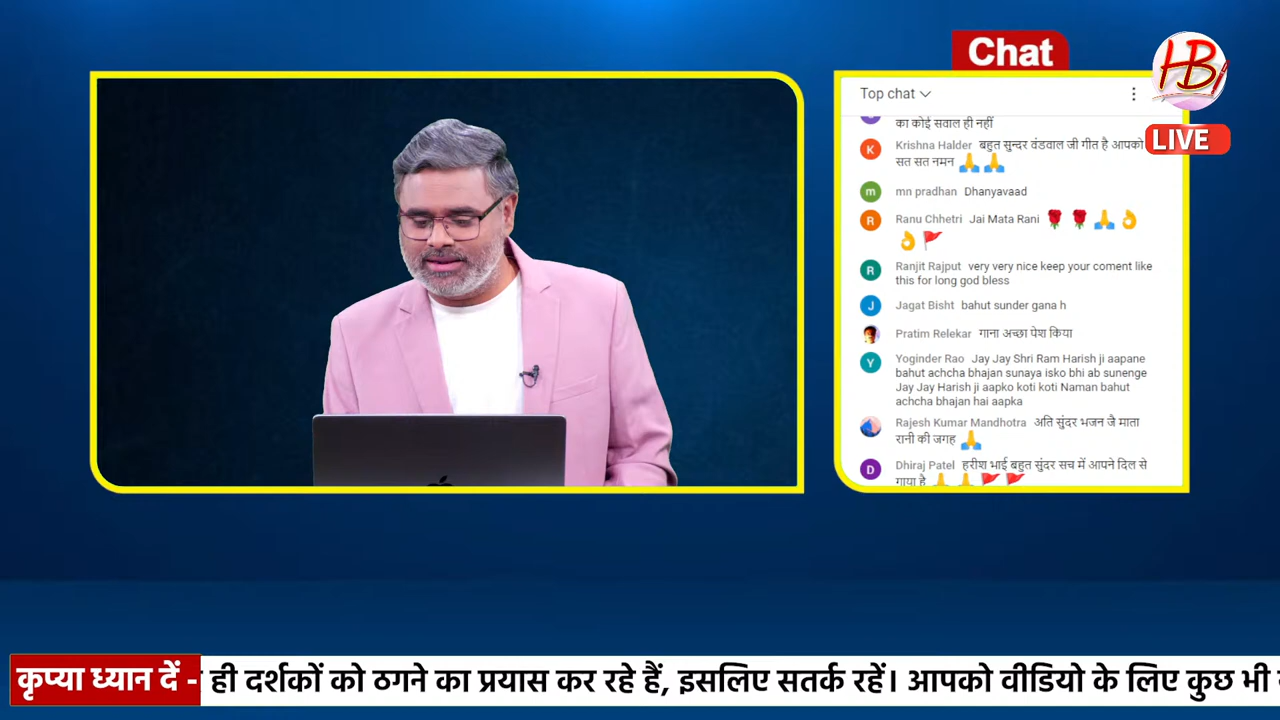 Chat
HB
LIVE
Top chat
का कोई सवाल ही नहीं
Krishna Halder बहुत सुन्दर वंडवाल जी गीत है आपको
सत सत नमन 🙏 🙏
mn pradhan Dhanyavaad
Ranu Chhetri Jai Mata Rani 🌹 🌹 🙏 👌
👌 🚩
Ranjit Rajput very very nice keep your coment like
this for long god bless
Jagat Bisht bahut sunder gana h
Pratim Relekar गाना अच्छा पेश किया
Yoginder Rao Jay Jay Shri Ram Harish ji aapane
bahut achcha bhajan sunaya isko bhi ab sunenge
Jay Jay Harish ji aapko koti koti Naman bahut
achcha bhajan hai aapka
Rajesh Kumar Mandhotra अति सुंदर भजन जै माता
रानी की जगह 🙏
Dhiraj Patel हरीश भाई बहुत सुंदर सच में आपने दिल से
गाया है 🙏 🙏 🚩 🚩
कृप्या ध्यान दें - ही दर्शकों को ठगने का प्रयास कर रहे हैं, इसलिए सतर्क रहें। आपको वीडियो के लिए कुछ भी